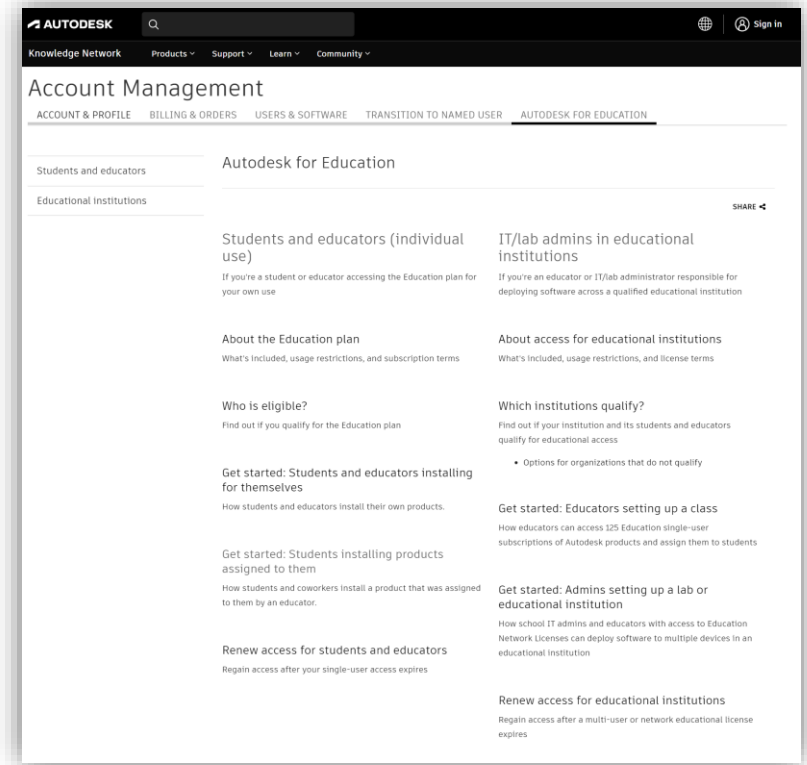 AUTODESK
Sign in
Knowledge Network
Products
Support
Learn
Community
Account Management
ACCOUNT & PROFILE
BILLING & ORDERS
USERS & SOFTWARE
TRANSITION TO NAMED USER
AUTODESK FOR EDUCATION
Students and educators
Educational institutions
Autodesk for Education
SHARE
Students and educators (individual
use)
If you're a student or educator accessing the Education plan for
your own use
About the Education plan
What's included, usage restrictions, and subscription terms
Who is eligible?
Find out if you qualify for the Education plan
Get started: Students and educators installing
for themselves
How students and educators install their own products.
Get started: Students installing products
assigned to them
How students and coworkers install a product that was assigned
to them by an educator.
Renew access for students and educators
Regain access after your single-user access expires
IT/lab admins in educational
institutions
If you're an educator or IT/lab administrator responsible for
deploying software across a qualified educational institution
About access for educational institutions
What's included, usage restrictions, and license terms
Which institutions qualify?
Find out if your institution and its students and educators
qualify for educational access
• Options for organizations that do not qualify
Get started: Educators setting up a class
How educators can access 125 Education single-user
subscriptions of Autodesk products and assign them to students
Get started: Admins setting up a lab or
educational institution
How school IT admins and educators with access to Education
Network Licenses can deploy software to multiple devices in an
educational institution
Renew access for educational institutions
Regain access after a multi-user or network educational license
expires